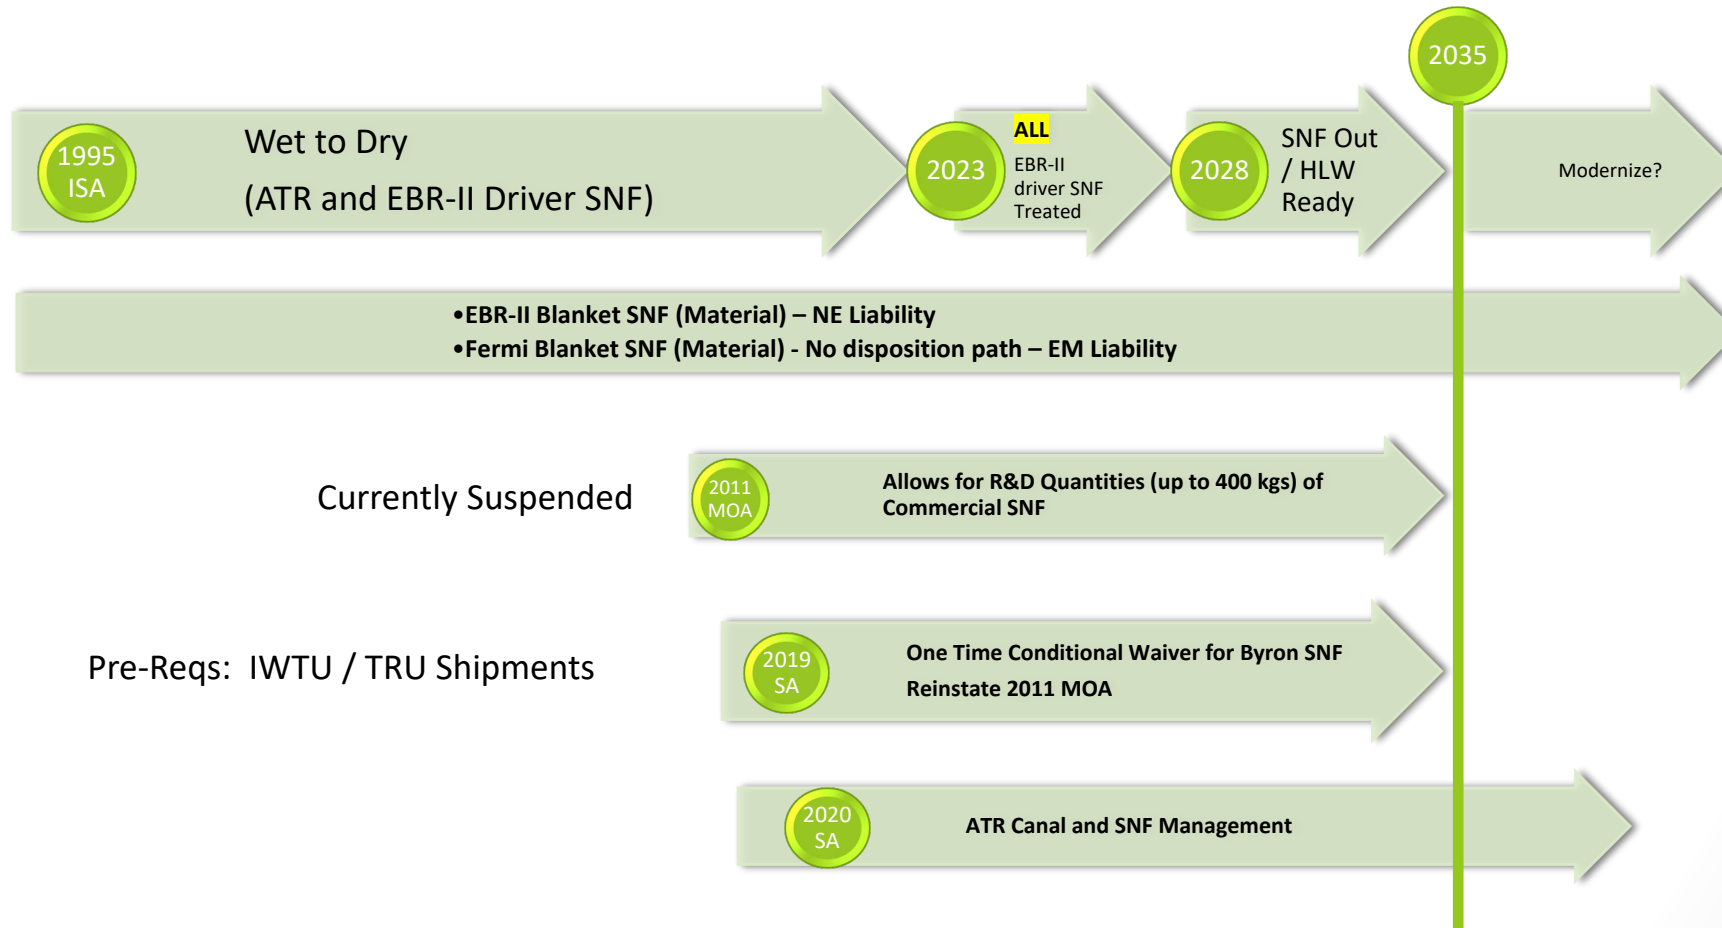 2035
1995
ISA
Wet to Dry
(ATR and EBR-II Driver SNF)
2023
ALL
EBR-II
driver SNF
Treated
2028
SNF Out
/ HLW
Ready
Modernize?
•EBR-II Blanket SNF (Material) – NE Liability
•Fermi Blanket SNF (Material) - No disposition path – EM Liability
Currently Suspended
2011
MOA
Allows for R&D Quantities (up to 400 kgs) of
Commercial SNF
Pre-Reqs: IWTU / TRU Shipments
2019
SA
One Time Conditional Waiver for Byron SNF
Reinstate 2011 MOA
2020
SA
ATR Canal and SNF Management